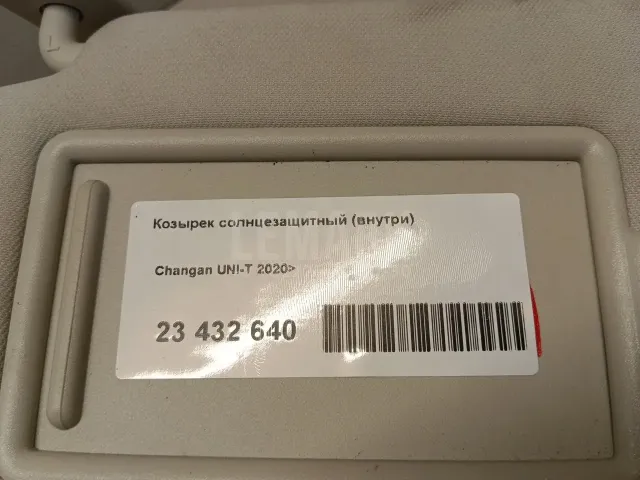 L
Козырек солнцезащитный (внутри)
Changan UNI-T 2020>
23 432 640